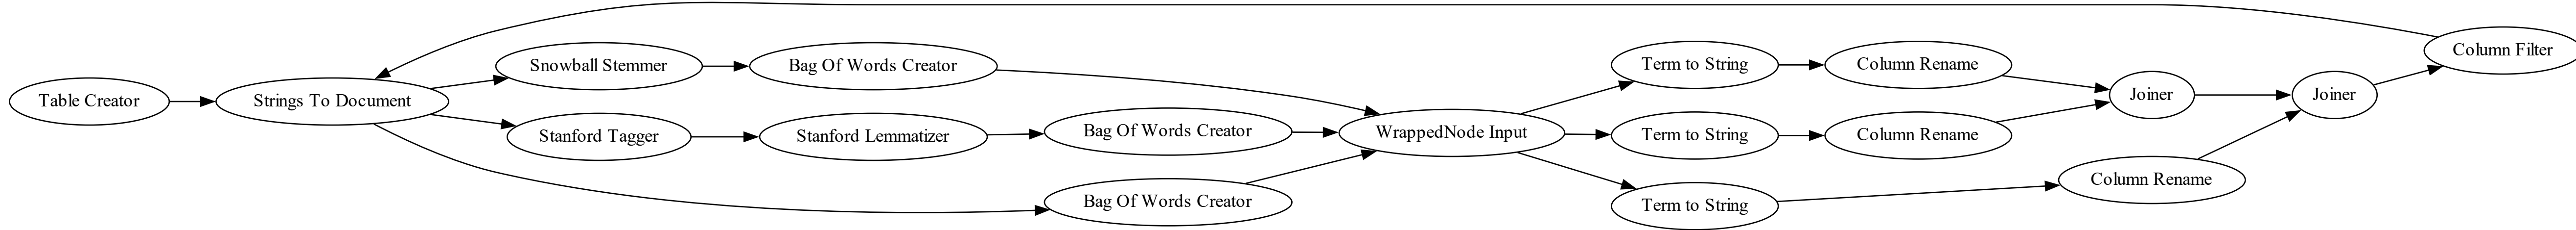 Table Creator
Strings To Document
Snowball Stemmer
Stanford Tagger
Bag Of Words Creator
Stanford Lemmatizer
Bag Of Words Creator
Bag Of Words Creator
WrappedNode Input
Term to String
Term to String
Term to String
Column Rename
Column Rename
Column Rename
Joiner
Joiner
Column Filter